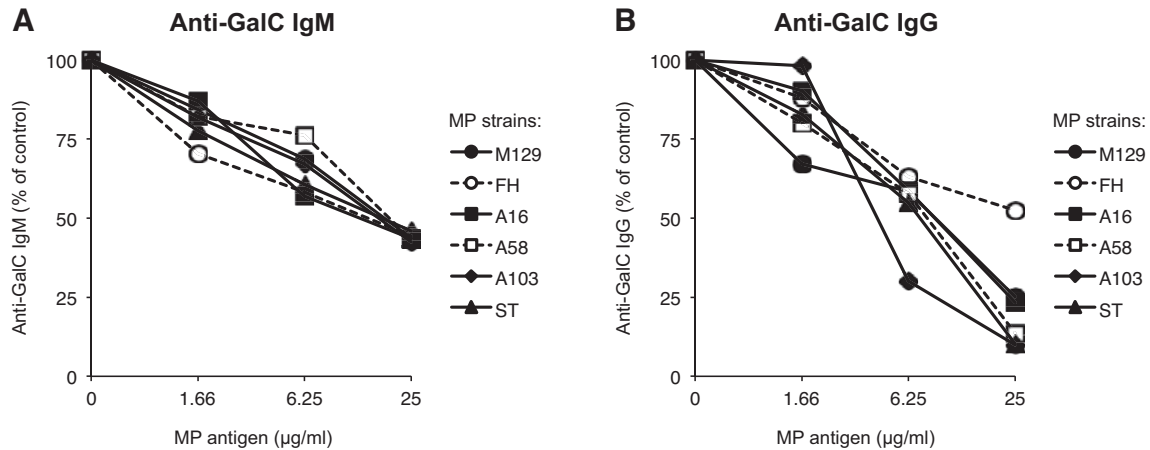 A
Anti-GalC IgM
Anti-GalC IgM (% of control)
100
75
50
25
0
0
1.66
6.25
25
MP antigen (µg/ml)
MP strains:
M129
FH
A16
A58
A103
ST
B
Anti-GalC IgG
Anti-GalC IgG (% of control)
100
75
50
25
0
0
1.66
6.25
25
MP antigen (µg/ml)
MP strains:
M129
FH
A16
A58
A103
ST